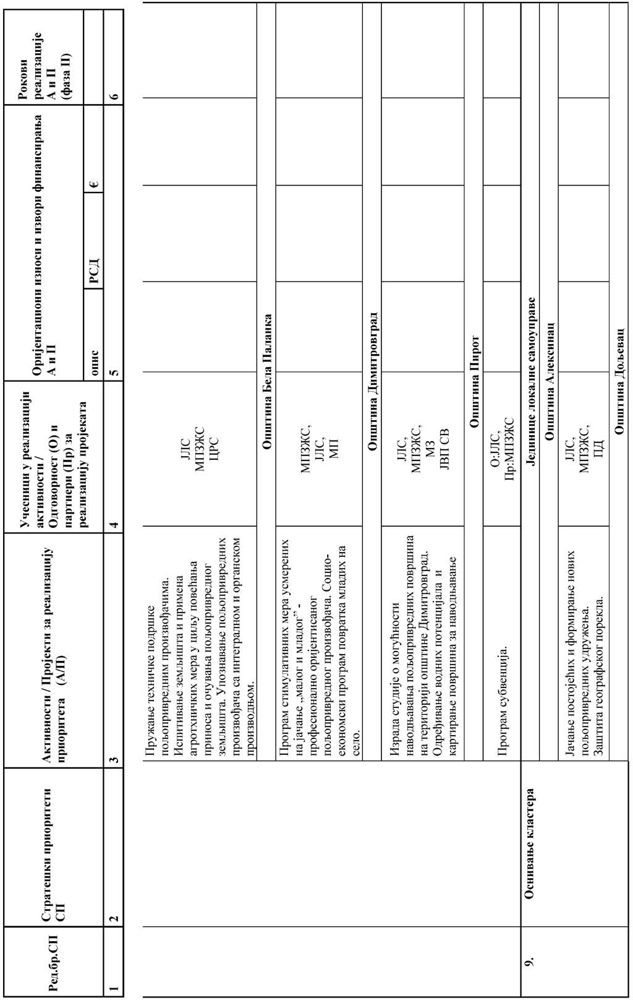 Ред.бр.СП
Стратешки приоритети
СП
Активности / Пројекти за реализацију
приоритета (А/П)
Учесници у реализацији
активности /
Одговорност (О) и
партнери (Пр) за
реализацију пројеката
Оријентациони износи и извори финансирања
А и П
опис
РСД
€
Рокови
реализације
А и П
(фаза II)
1
2
3
4
5
6
Пружање техничке подршке
пољопривредним произвођачима.
Испитивање земљишта и примена
агротхничких мера у циљу повећања
приноса и очувања пољопривредног
земљишта. Упознавање пољопривредних
произвођача са интегралном и органском
производњом.
ЈЛС
МПЗЖС
ЦРС
Општина Бела Паланка
Програм стимулативних мера усмерених
на јачање „малог и младог” -
професионално оријентисаног
пољопривредног произвођача. Социо-
економски програм повратка младих на
село.
МПЗЖС,
ЈЛС,
МП
Општина Димитровград
Израда студије о могућности
наводњавања пољопривредних површина
на територији општине Димитровград.
Одређивање водних потенцијала и
картирање површина за наводњавање
ЈЛС,
МПЗЖС,
МЗ
ЈВП СВ
Општина Пирот
Програм субвенција.
О:ЈЛС,
Пр:МПЗЖС
9.
Оснивање кластера
Јединице локалне самоуправе
Општина Алексинац
Јачање постојећих и формирање нових
пољопривредних удружења.
Заштита географског порекла.
ЈЛС,
МПЗЖС,
ПД
Општина Дољевац